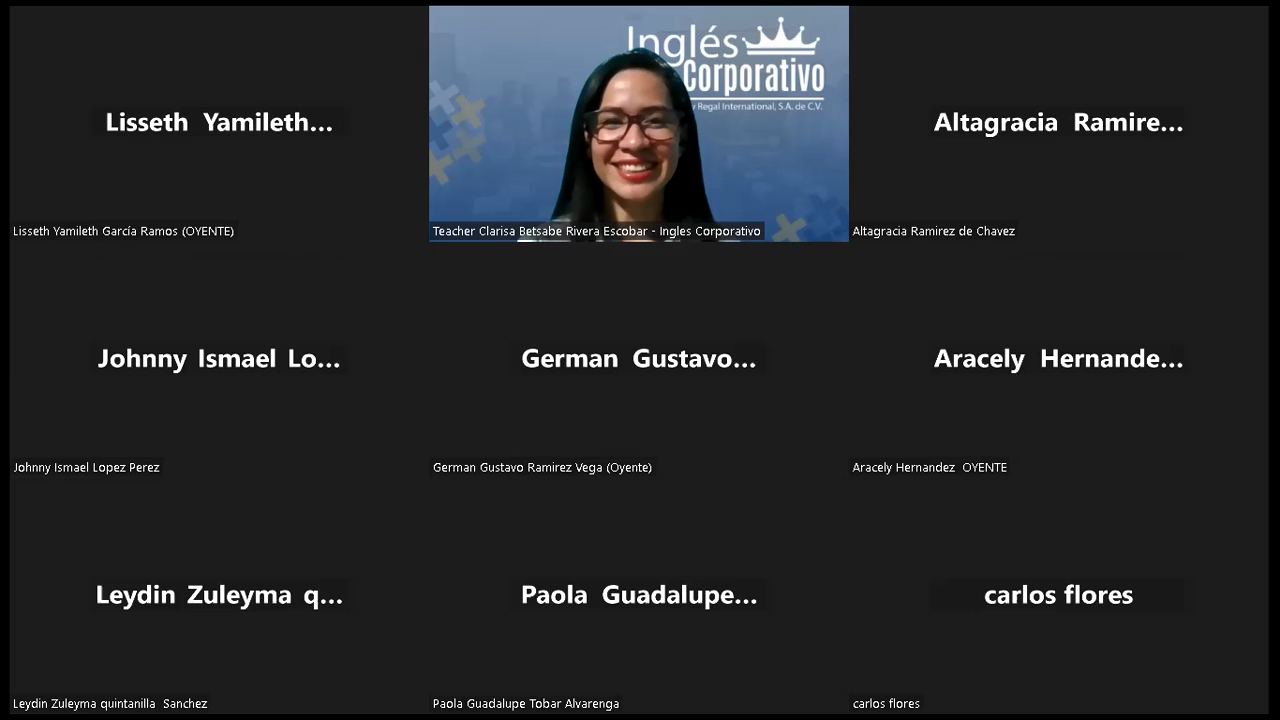 Lisseth Yamileth...
Lisseth Yamileth García Ramos (OYENTE)
Inglés
Corporativo
y Regal International, S.A. de C.V.
Teacher Clarisa Betsabe Rivera Escobar - Ingles Corporativo
Altagracia Ramire...
Altagracia Ramirez de Chavez
Johnny Ismael Lo...
Johnny Ismael Lopez Perez
German Gustavo...
German Gustavo Ramirez Vega (Oyente)
Aracely Hernande...
Aracely Hernandez OYENTE
Leydin Zuleyma q...
Leydin Zuleyma quintanilla Sanchez
Paola Guadalupe...
Paola Guadalupe Tobar Alvarenga
carlos flores
carlos flores